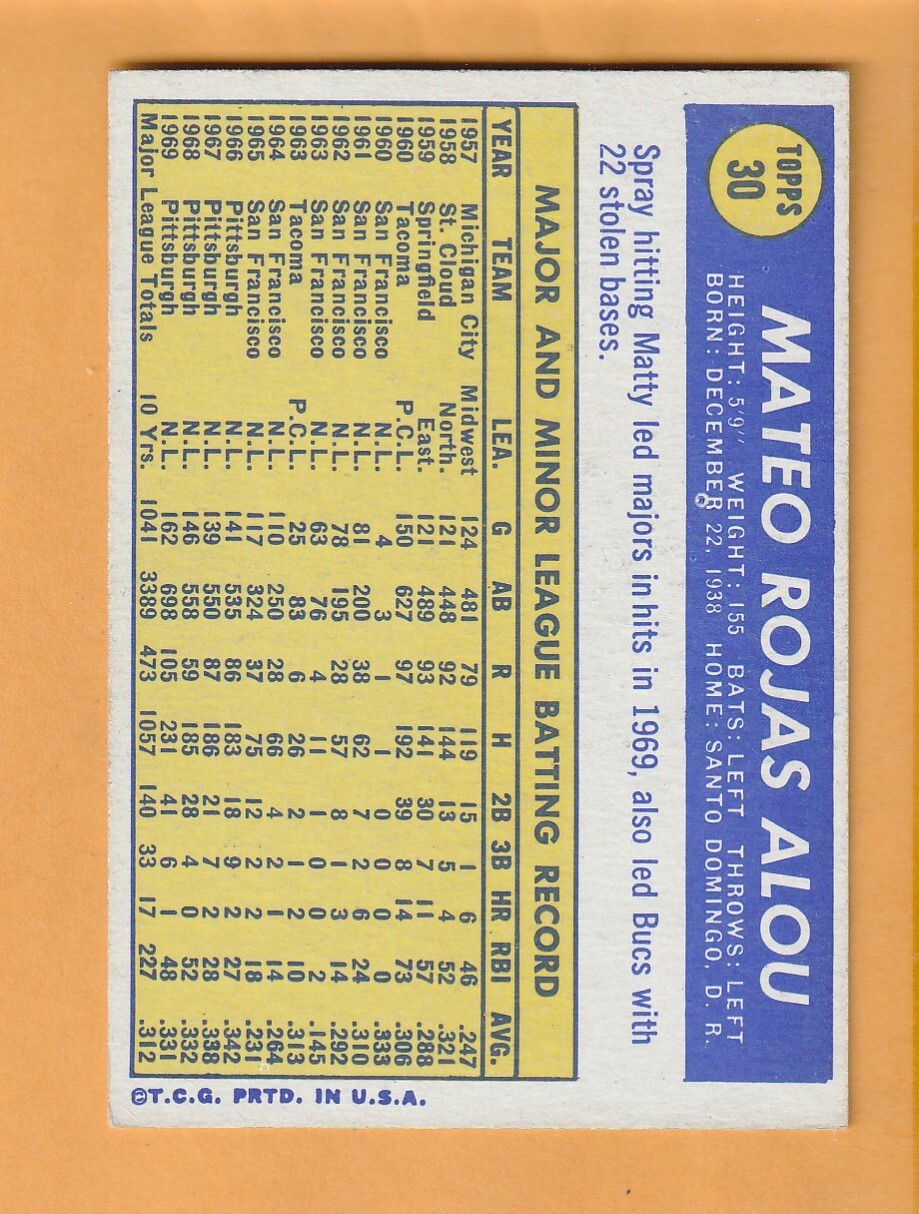 TOPPS
30
MATEO ROJAS ALOU
HEIGHT: 5'9" WEIGHT: 155 BATS: LEFT THROWS: LEFT
BORN: DECEMBER 22, 1938 HOME: SANTO DOMINGO, D. R.
Spray hitting Matty led majors in hits in 1969, also led Bucs with
22 stolen bases.
MAJOR AND MINOR LEAGUE BATTING RECORD
YEAR TEAM LEA. G AB R H 2B 3B HR RBI AVG.
1957 Michigan City Midwest 124 481 79 119 15 1 6 46 .247
1958 St. Cloud North. 121 448 92 144 13 5 4 52 .321
1959 Springfield East. 121 489 93 141 30 7 11 57 .288
1960 Tacoma P.C.L. 150 627 97 192 39 8 14 73 .306
1960 San Francisco N.L. 4 3 1 1 0 0 0 0 .333
1961 San Francisco N.L. 81 200 38 62 7 2 6 24 .310
1962 San Francisco N.L. 78 195 28 57 8 1 3 14 .292
1963 San Francisco N.L. 63 76 4 11 1 0 0 2 .145
1963 Tacoma P.C.L. 25 83 6 26 2 1 2 10 .313
1964 San Francisco N.L. 110 250 28 66 4 2 1 14 .264
1965 San Francisco N.L. 117 324 37 75 12 2 2 18 .231
1966 Pittsburgh N.L. 141 535 86 183 18 9 2 27 .342
1967 Pittsburgh N.L. 139 550 87 186 21 7 2 28 .338
1968 Pittsburgh N.L. 146 558 59 185 28 4 0 52 .332
1969 Pittsburgh N.L. 162 698 105 231 41 6 1 48 .331
Major League Totals 10 Yrs. 1041 3389 473 1057 140 33 17 227 .312
©T.C.G. PRTD. IN U.S.A.